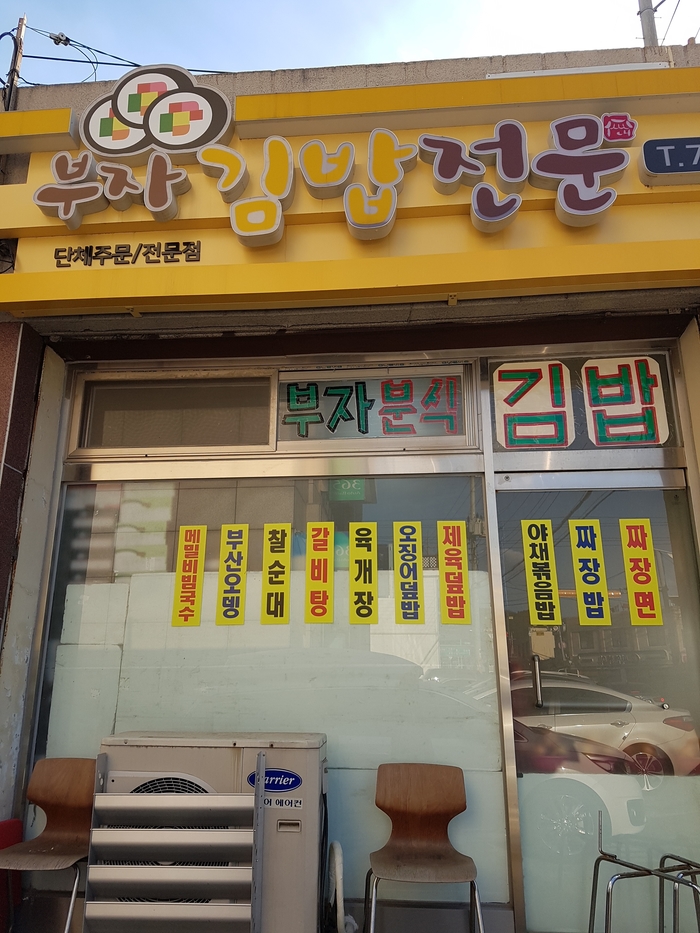 부자김밥전문
T.7
단체주문/전문점
부자분식
김밥
메밀비빔국수
부산오뎅
찰순대
갈비탕
육개장
오징어덮밥
제육덮밥
야채볶음밥
짜장밥
짜장면
Carrier
에어컨